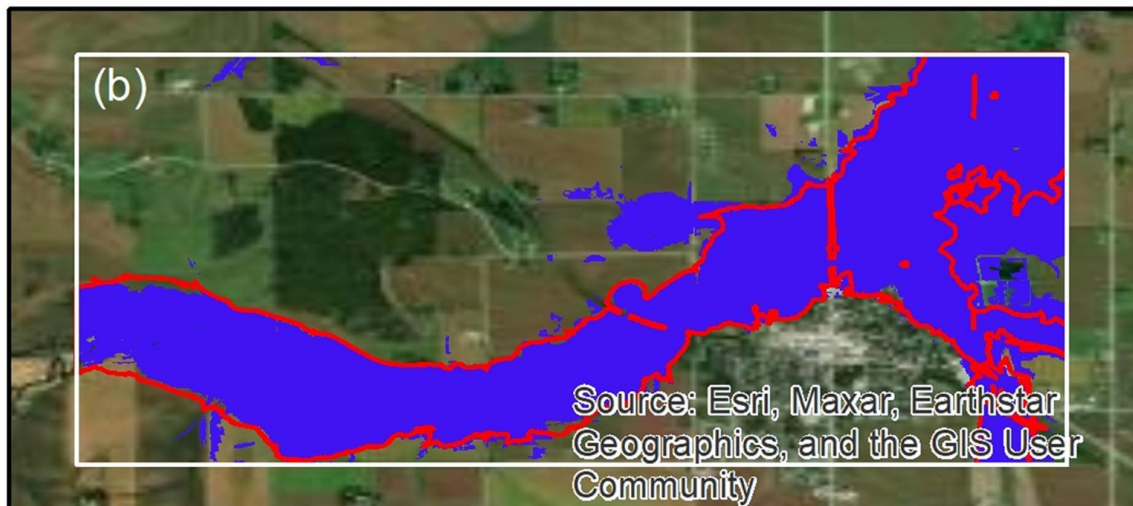 (b)
Source: Esri, Maxar, Earthstar
Geographics, and the GIS User
Community